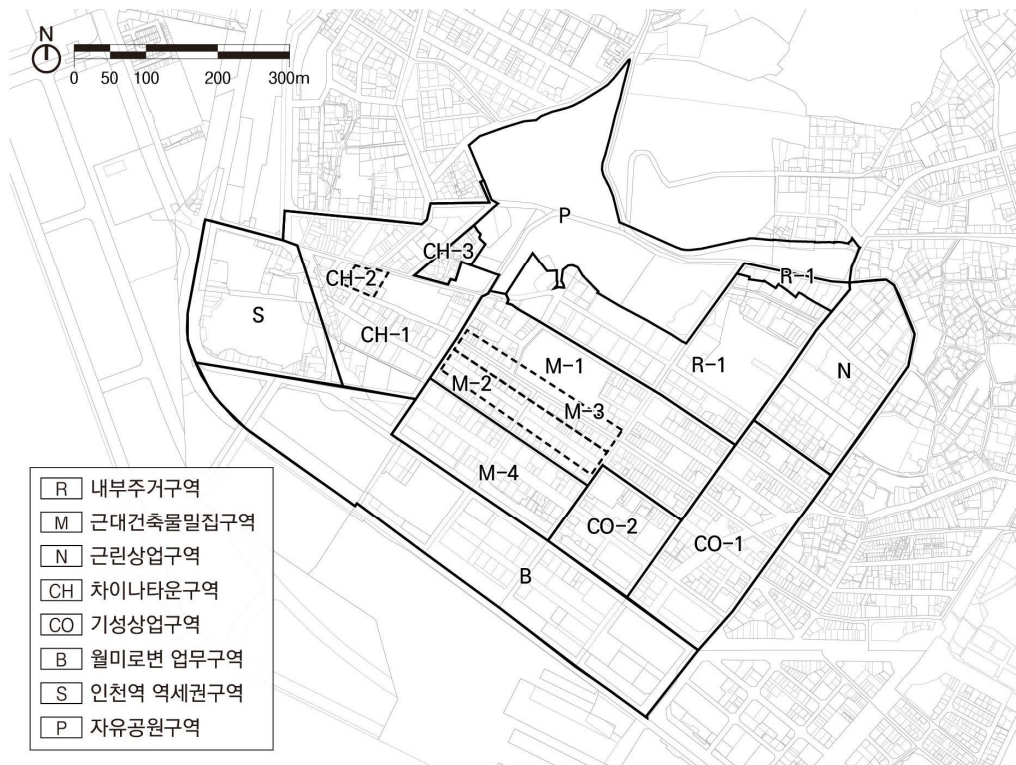 N
0 50 100 200 300m
P
CH-3
CH-2
R-1
S
CH-1
M-1
R-1
N
M-2
M-3
M-4
CO-2
CO-1
B
R 내부주거구역
M 근대건축물밀집구역
N 근린상업구역
CH 차이나타운구역
CO 기성상업구역
B 월미로변 업무구역
S 인천역 역세권구역
P 자유공원구역